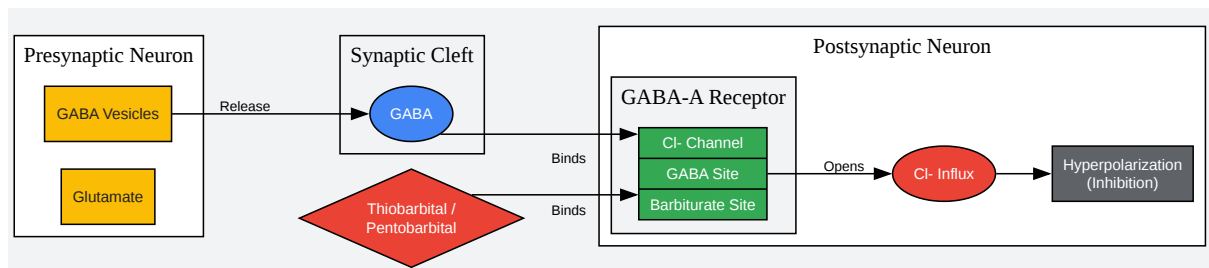 Presynaptic Neuron
GABA Vesicles
Glutamate
Release
Synaptic Cleft
GABA
Thiobarbital /
Pentobarbital
Binds
Binds
Postsynaptic Neuron
GABA-A Receptor
Cl- Channel
GABA Site
Barbiturate Site
Opens
Cl- Influx
Hyperpolarization
(Inhibition)